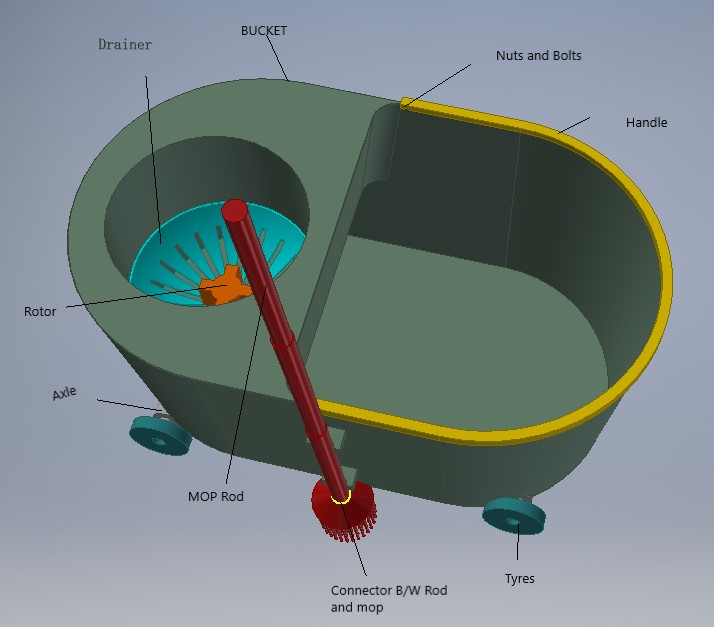 BUCKET
Drainer
Nuts and Bolts
Handle
Rotor
Axle
MOP Rod
Tyres
Connector B/W Rod
and mop